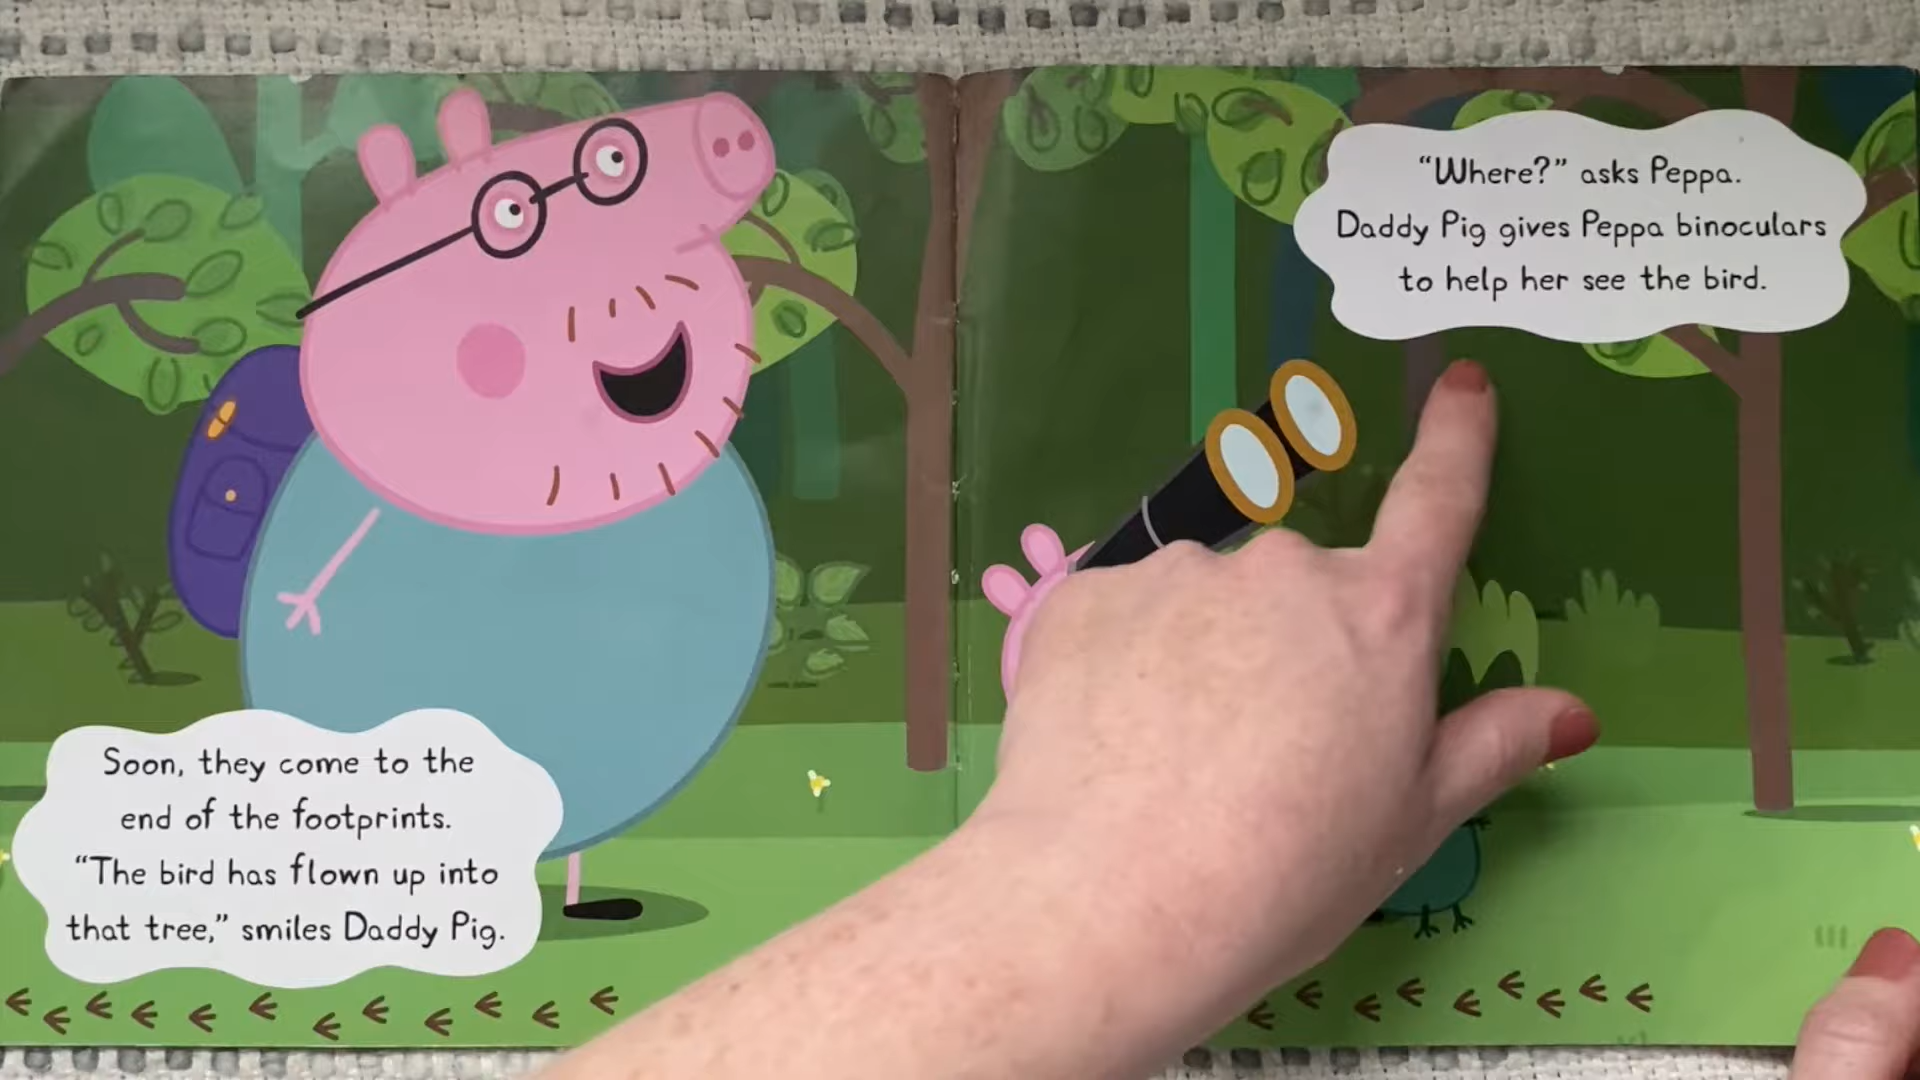 Soon, they come to the
end of the footprints.
“The bird has flown up into
that tree,” smiles Daddy Pig.
“Where?” asks Peppa.
Daddy Pig gives Peppa binoculars
to help her see the bird.